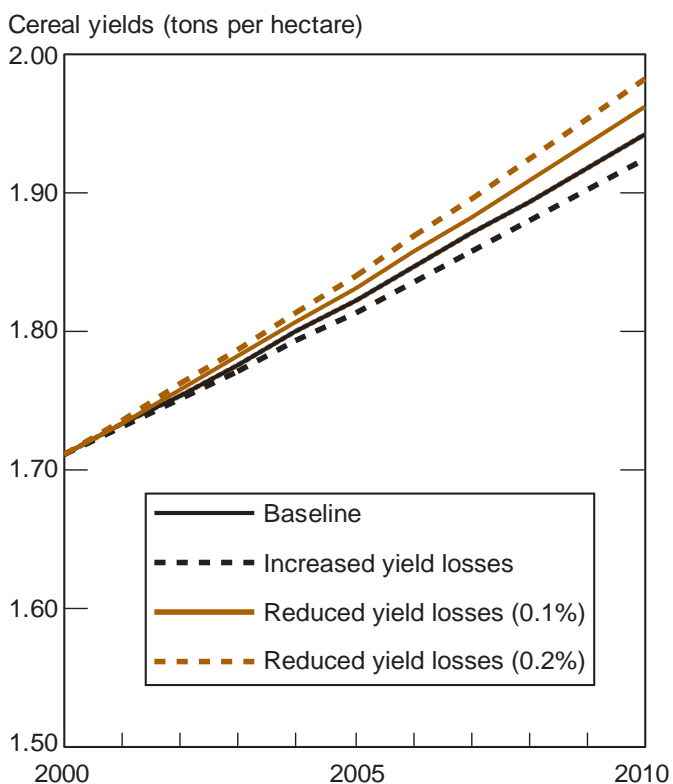 Cereal yields (tons per hectare)
2.00
1.90
1.80
1.70
Baseline
Increased yield losses
1.60
Reduced yield losses (0.1%)
Reduced yield losses (0.2%)
1.50
2000 2005 2010